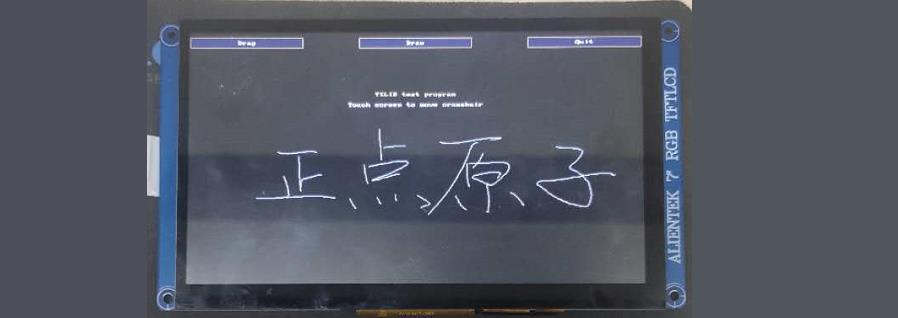 Drag
Draw
Quit
TSLIB test program
Touch screen to move crosshair
正点原子
ALIENTEK 7" RGB TFTLCD